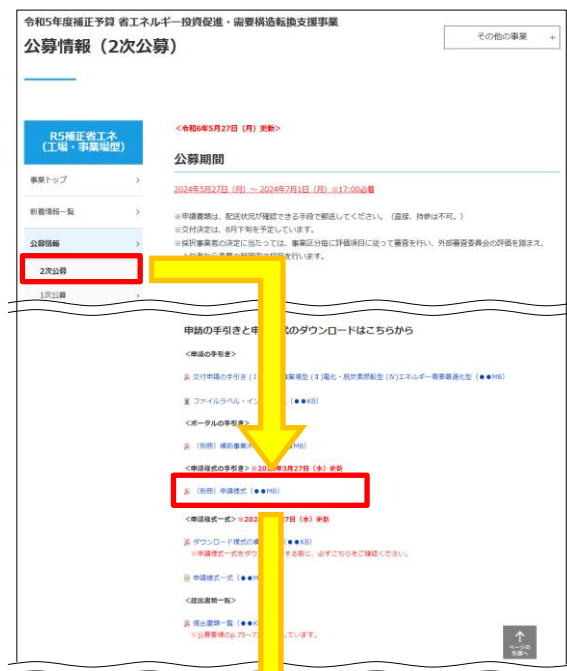 令和5年度補正予算 省エネルギー投資促進・需要構造転換支援事業
公募情報（2次公募）
その他の事業 +
R5補正省エネ
（工場・事業場型）
事業トップ >
新着情報一覧 >
公募情報 >
2次公募
1次公募 >
<令和6年5月27日（月）更新>
公募期間
2024年5月27日（月）～ 2024年7月1日（月）※17:00必着
※申請書類は、配送状況が確認できる手段で郵送してください。（直接、持参は不可。）
※交付決定は、8月下旬を予定しています。
※採択事業者の決定に当たっては、事業区分毎に評価項目に従って審査を行い、外部審査委員会の評価を踏まえ、
申請の手引きと申 式のダウンロードはこちらから
<申請の手引き>
交付申請の手引き（Ⅰ 事業場型（Ⅱ）電化・脱炭素燃転型（Ⅳ）エネルギー需要最適化型（●●MB）
ファイルラベル・イン （●●KB）
<ポータルの手引き>
（別冊）補助事業ポ MB）
<申請様式の手引き> ※202 年3月27日（水）更新
（別冊）申請様式（●●MB）
<申請様式一式> ※202 7日（水）更新
ダウンロード様式の （●●KB）
※申請様式一式をダウ する前に、必ずこちらをご確認ください。
申請様式一式（●●M
<提出書類一覧>
提出書類一覧（●●K
※公募要領のp.75～7 しています。
ページの
先頭へ